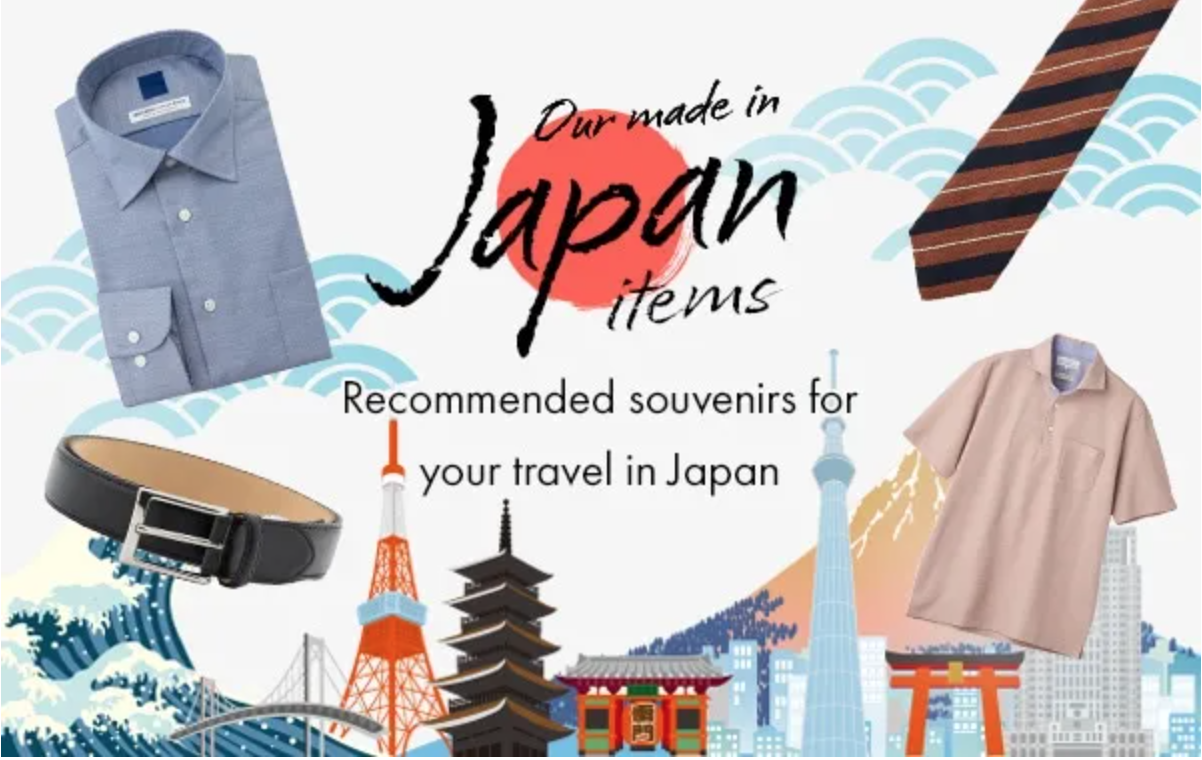 Our made in
Japan
items
Recommended souvenirs for
your travel in Japan